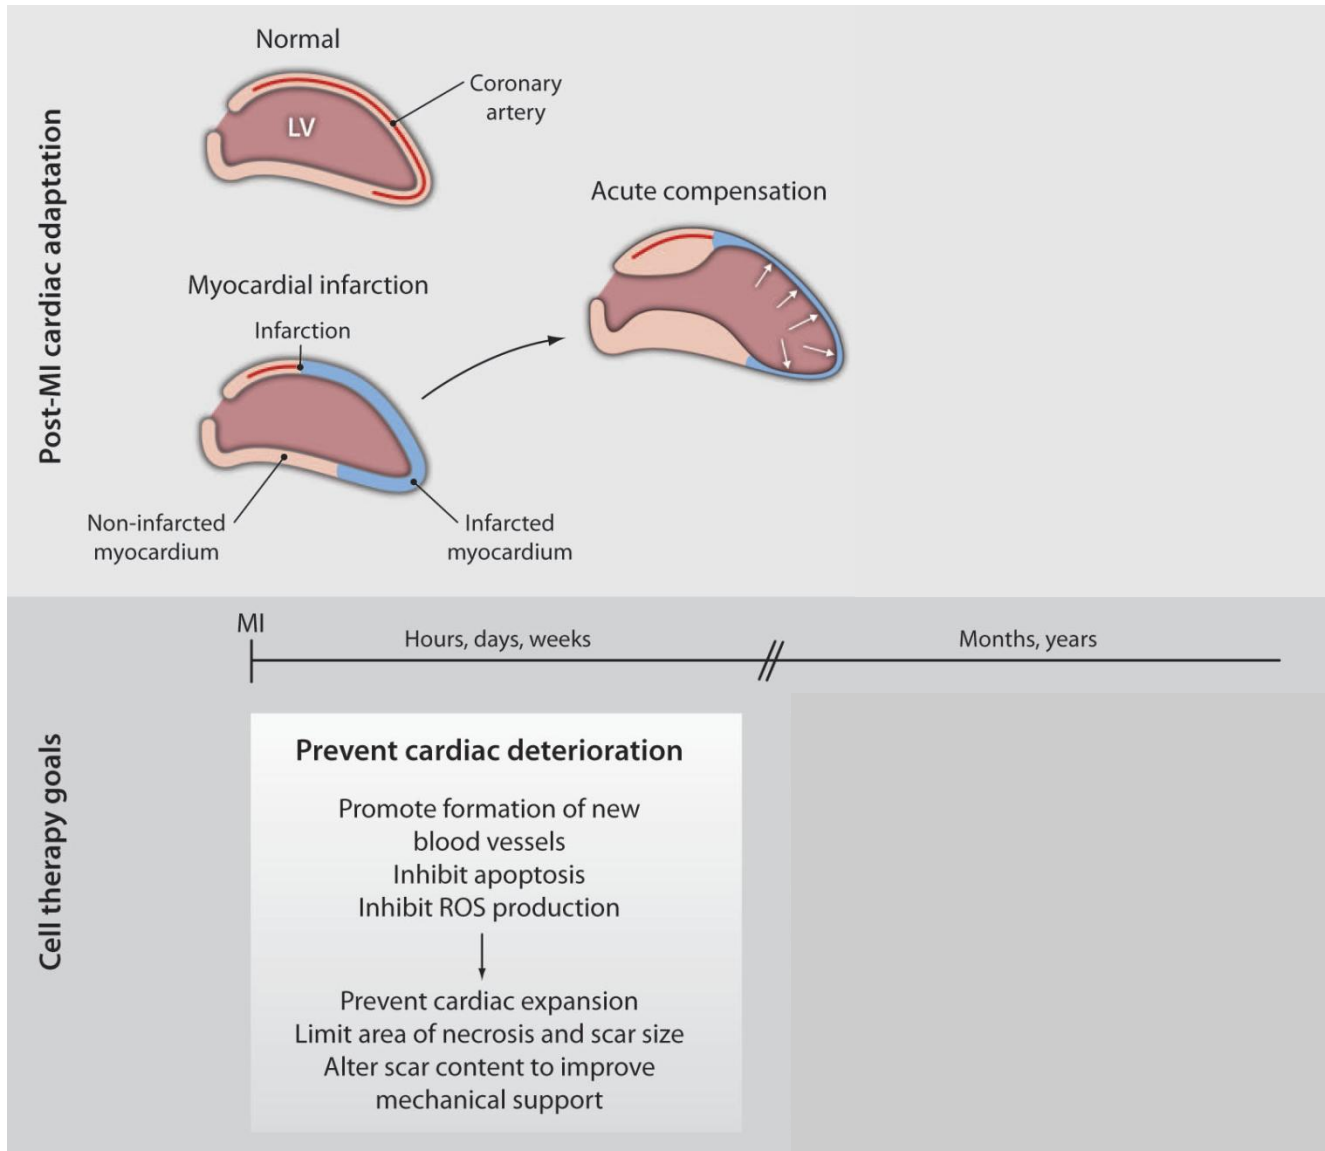 Post-MI cardiac adaptation
Normal
Coronary
artery
LV
Acute compensation
Myocardial infarction
Infarction
Non-infarcted
myocardium
Infarcted
myocardium
Cell therapy goals
MI
Hours, days, weeks
Months, years
Prevent cardiac deterioration
Promote formation of new
blood vessels
Inhibit apoptosis
Inhibit ROS production
Prevent cardiac expansion
Limit area of necrosis and scar size
Alter scar content to improve
mechanical support